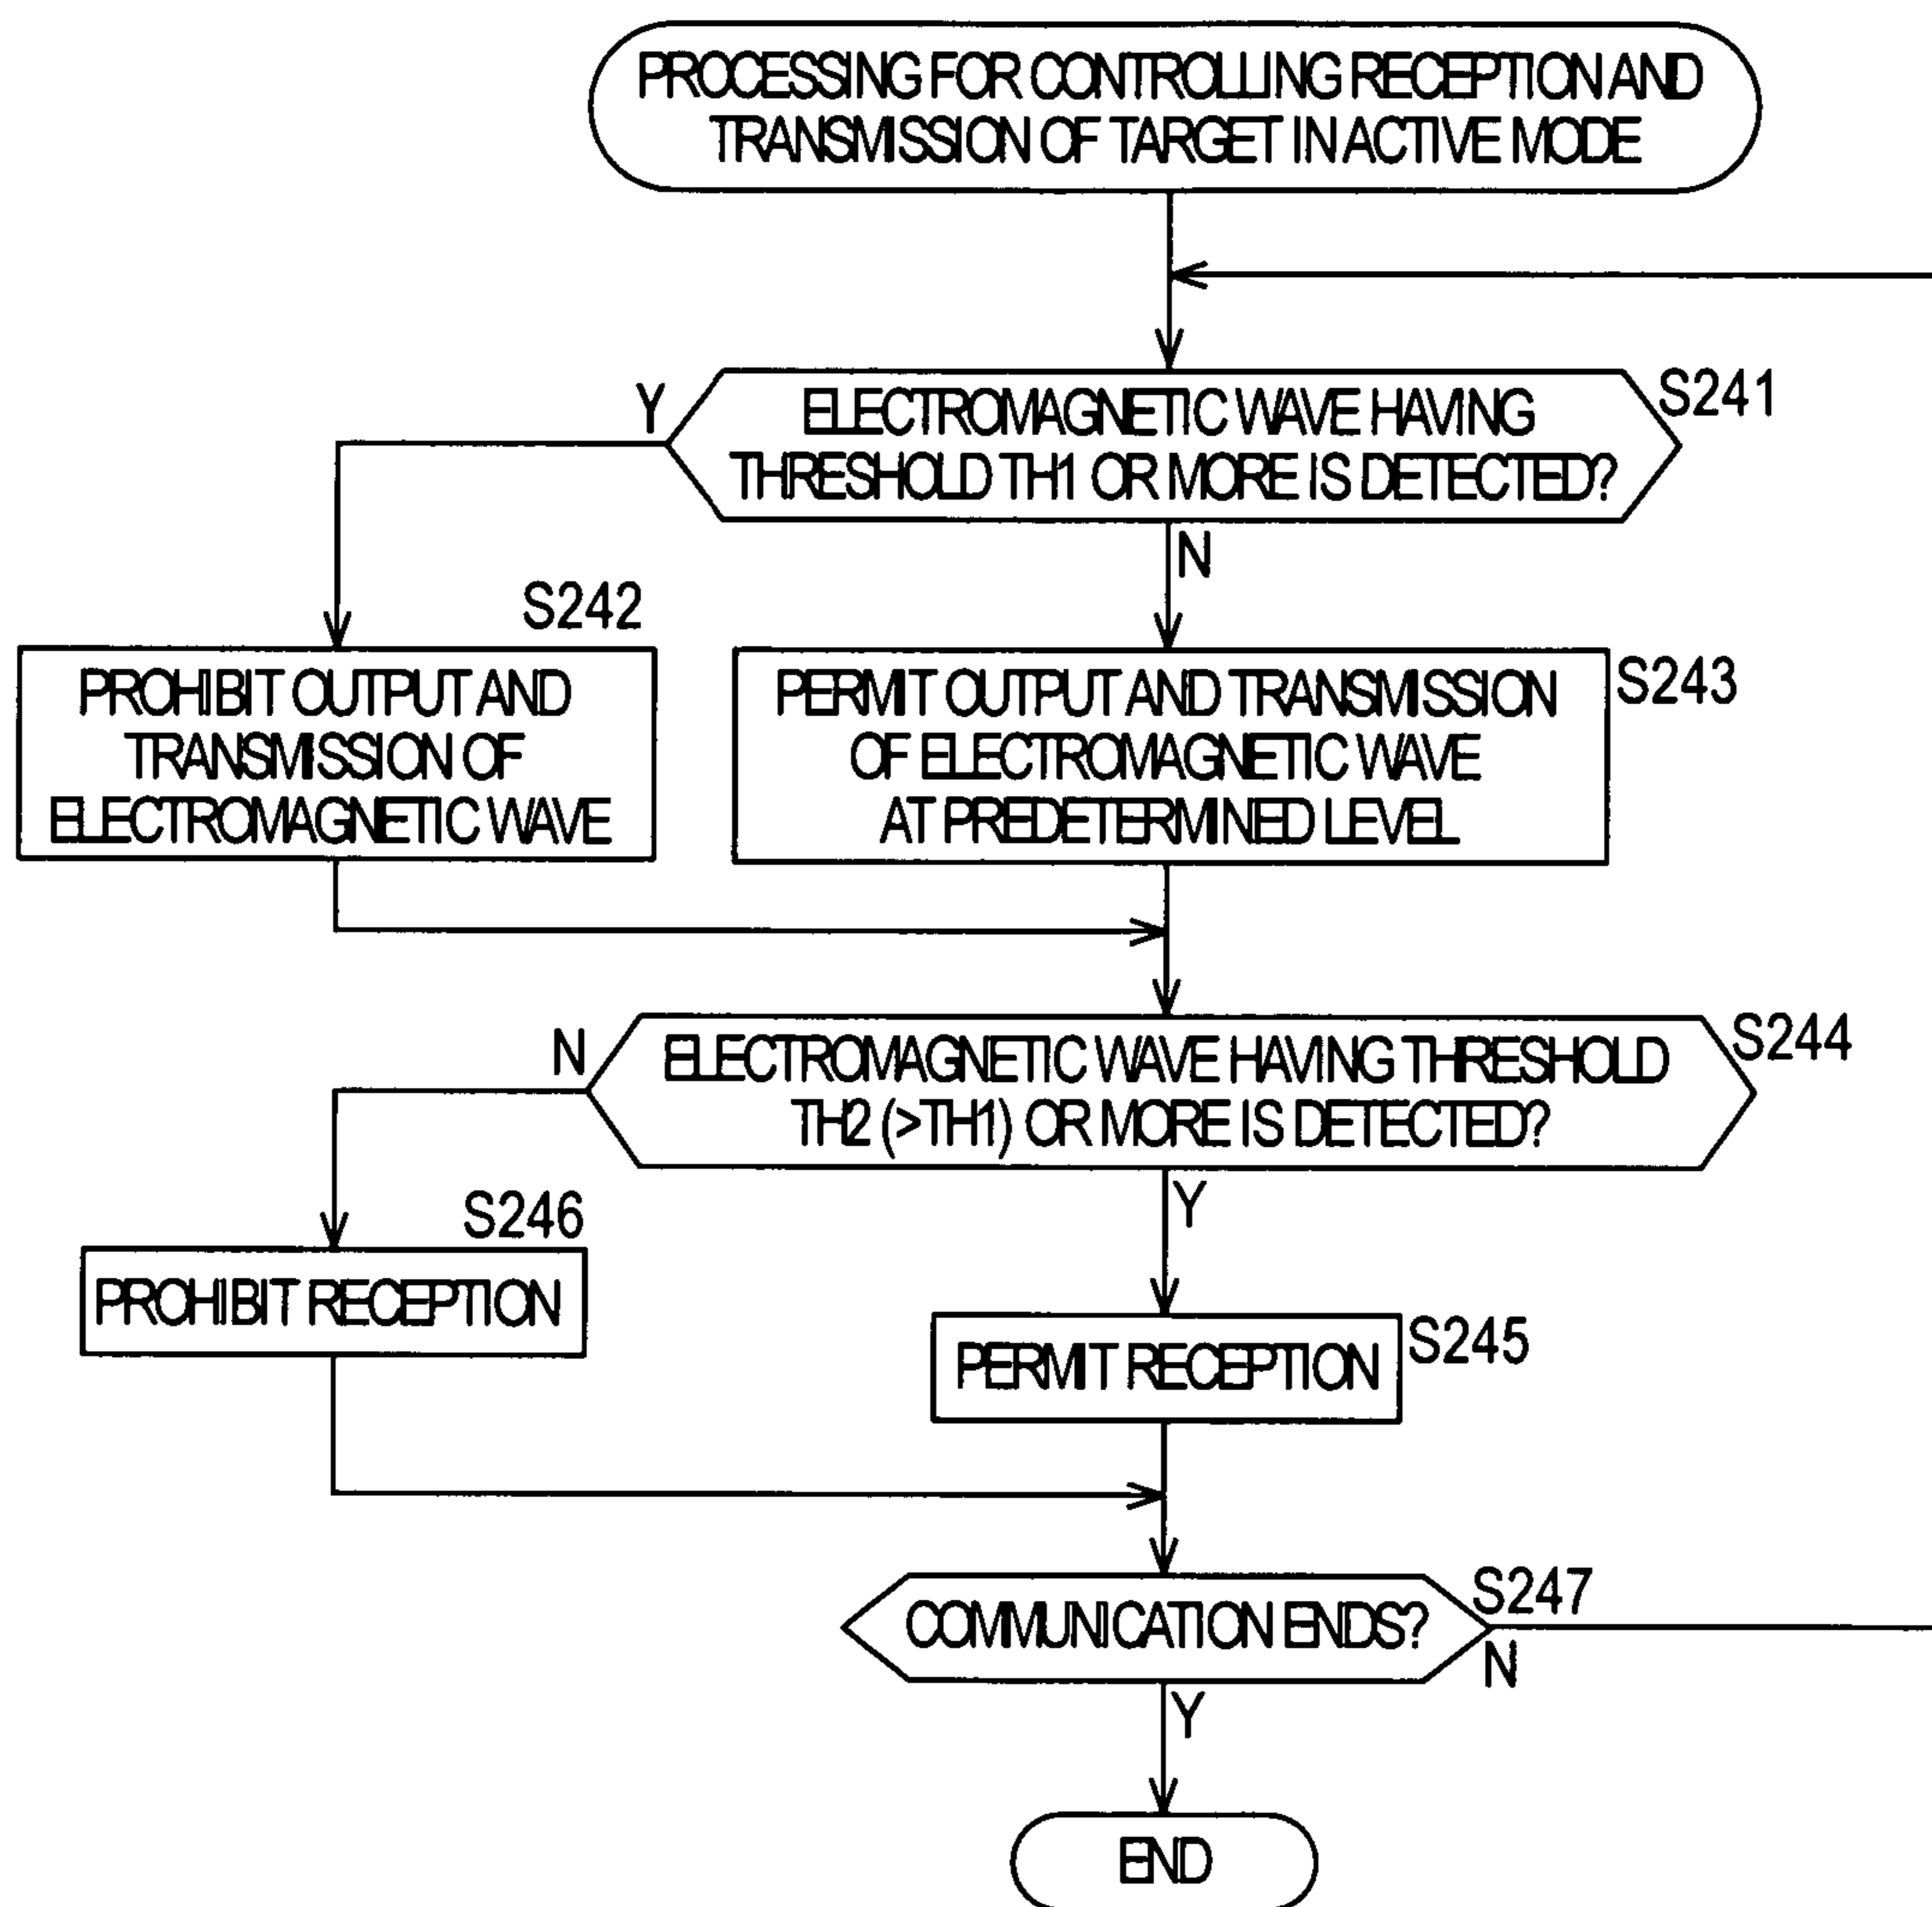 PROCESSING FOR CONTROLLING RECEPTION AND
TRANSMISSION OF TARGET IN ACTIVE MODE
Y
ELECTROMAGNETIC WAVE HAVING
THRESHOLD TH1 OR MORE IS DETECTED?
S241
N
S242
PROHIBIT OUTPUT AND
TRANSMISSION OF
ELECTROMAGNETIC WAVE
PERMIT OUTPUT AND TRANSMISSION
OF ELECTROMAGNETIC WAVE
AT PREDETERMINED LEVEL
S243
N
ELECTROMAGNETIC WAVE HAVING THRESHOLD
TH2 (>TH1) OR MORE IS DETECTED?
S244
Y
S246
PROHIBIT RECEPTION
PERMIT RECEPTION
S245
COMMUNICATION ENDS?
S247
N
Y
END